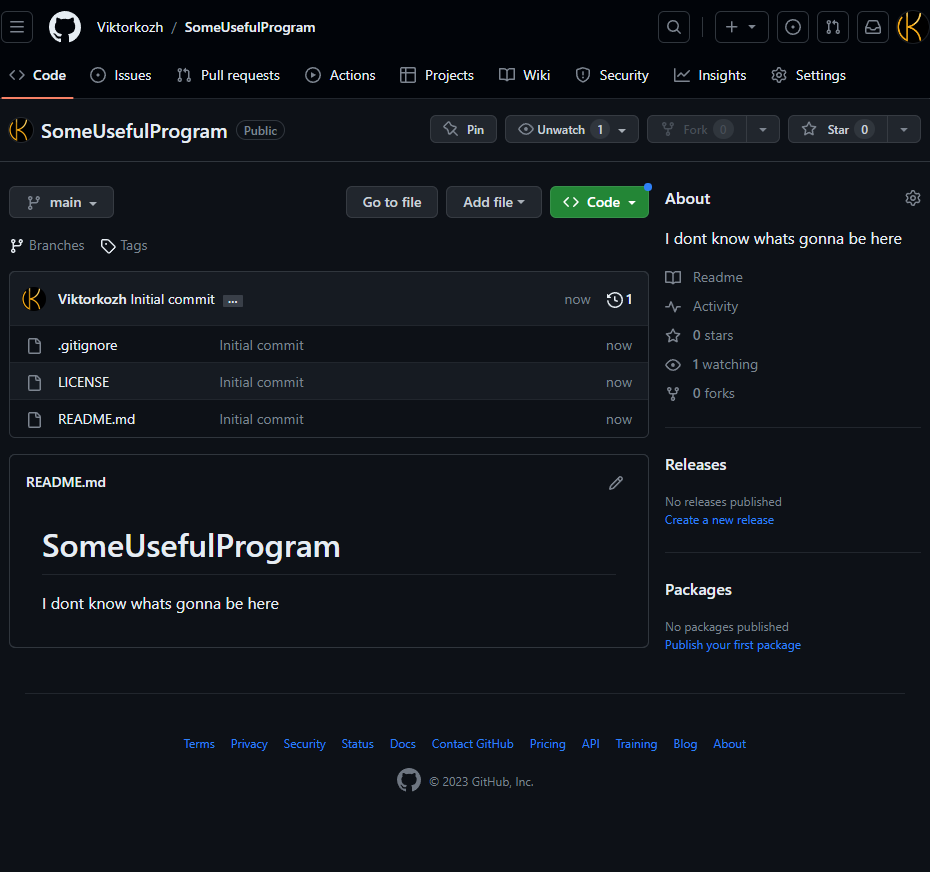 Viktorkozh / SomeUsefulProgram
Code Issues Pull requests Actions Projects Wiki Security Insights Settings
SomeUsefulProgram Public Pin Unwatch 1 Fork 0 Star 0
main Go to file Add file Code
Branches Tags
Viktorkozh Initial commit ... now 1
.gitignore Initial commit now
LICENSE Initial commit now
README.md Initial commit now
README.md
SomeUsefulProgram
I dont know whats gonna be here
About
I dont know whats gonna be here
Readme
Activity
0 stars
1 watching
0 forks
Releases
No releases published
Create a new release
Packages
No packages published
Publish your first package
Terms Privacy Security Status Docs Contact GitHub Pricing API Training Blog About
© 2023 GitHub, Inc.